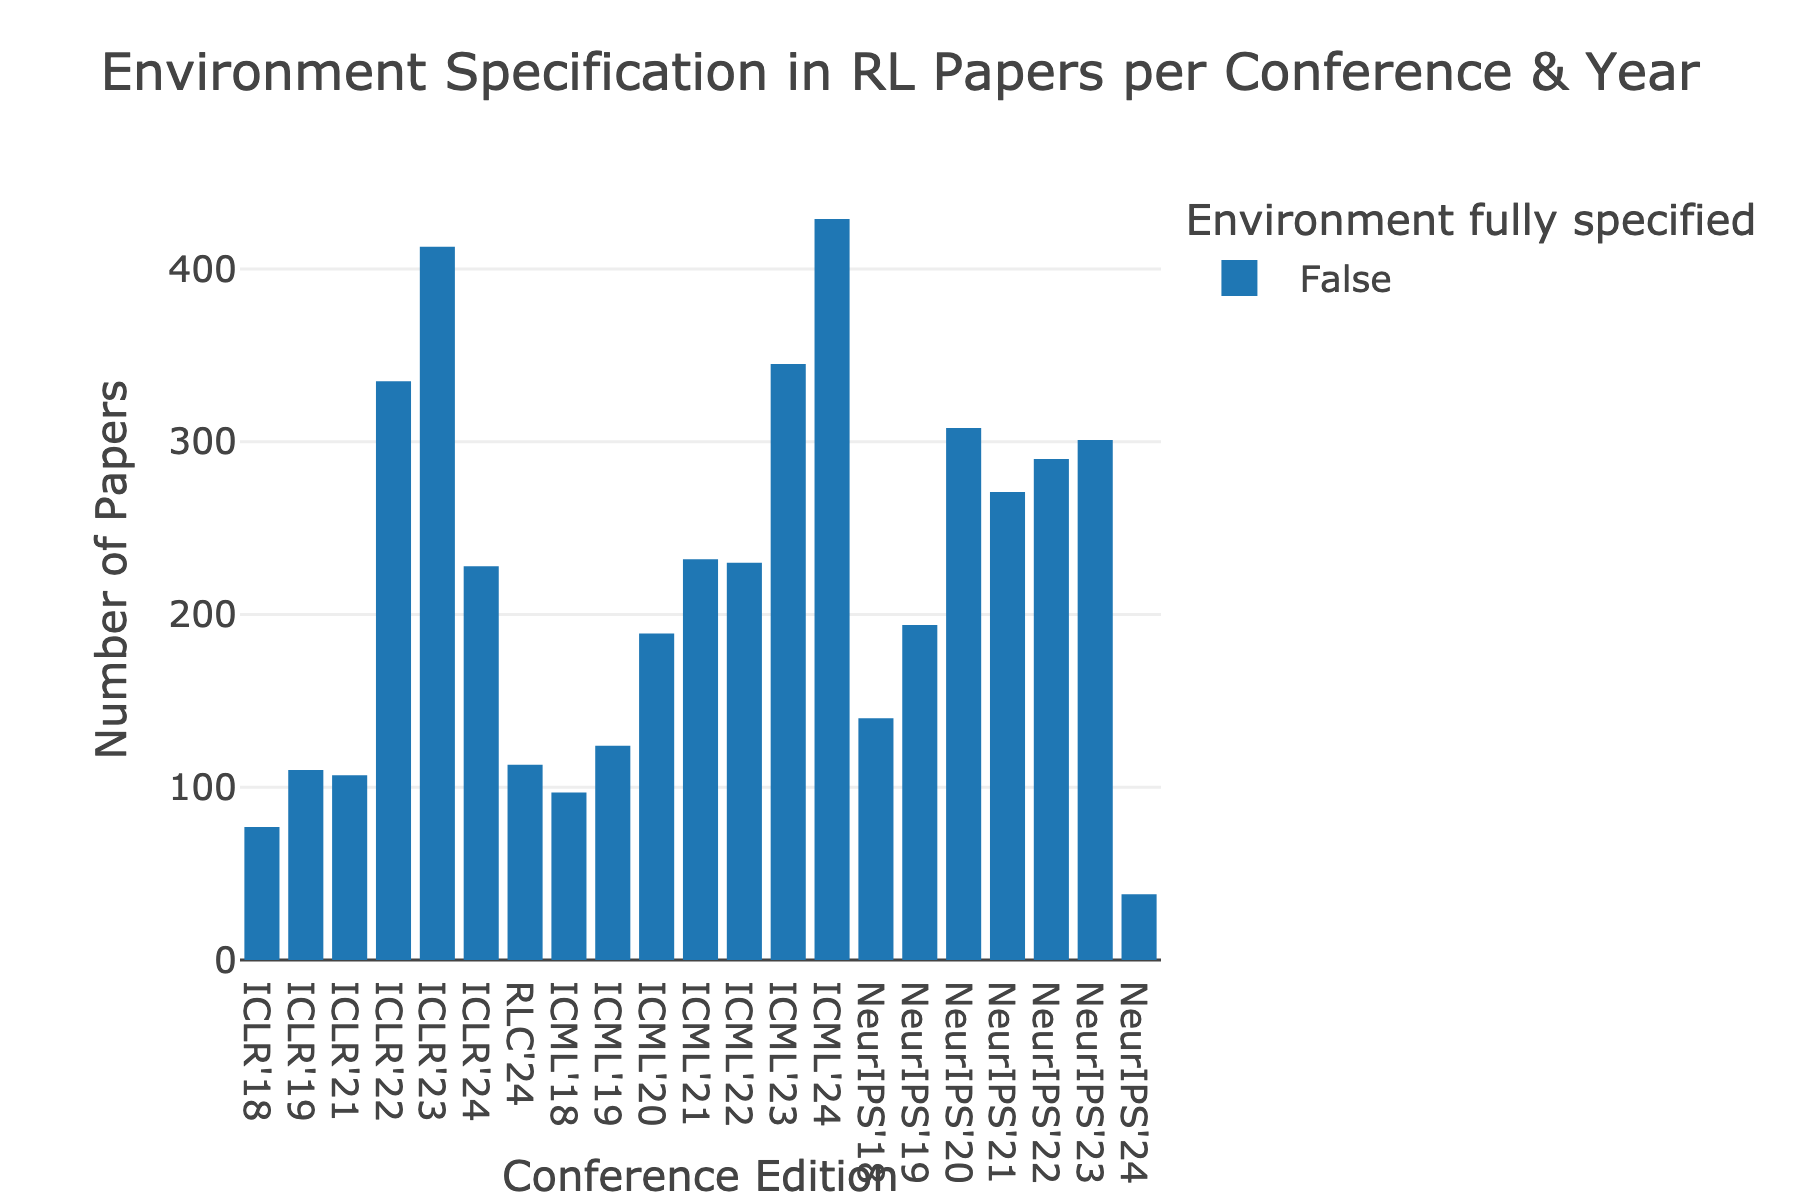 Environment Specification in RL Papers per Conference & Year
Environment fully specified
False
Number of Papers
400
300
200
100
0
ICLR'18
ICLR'19
ICLR'21
ICLR'22
ICLR'23
ICLR'24
RLC'24
ICML'18
ICML'19
ICML'20
ICML'21
ICML'22
ICML'23
ICML'24
NeurIPS'18
NeurIPS'19
NeurIPS'20
NeurIPS'21
NeurIPS'22
NeurIPS'23
NeurIPS'24
Conference Edition